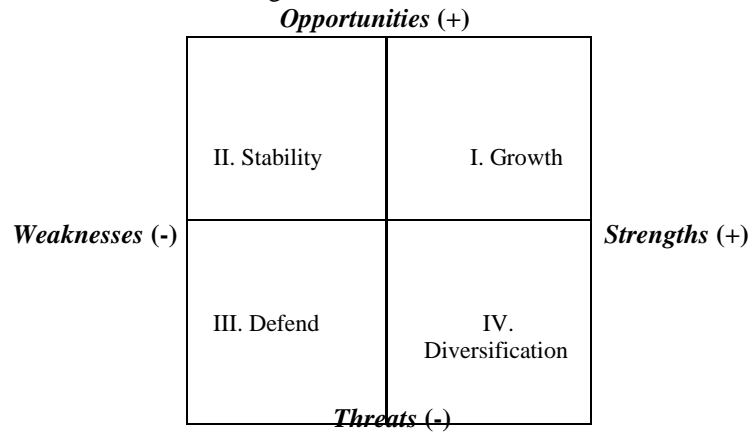 Opportunities (+)
II. Stability
I. Growth
Weaknesses (-)
Strengths (+)
III. Defend
IV.
Diversification
Threats (-)